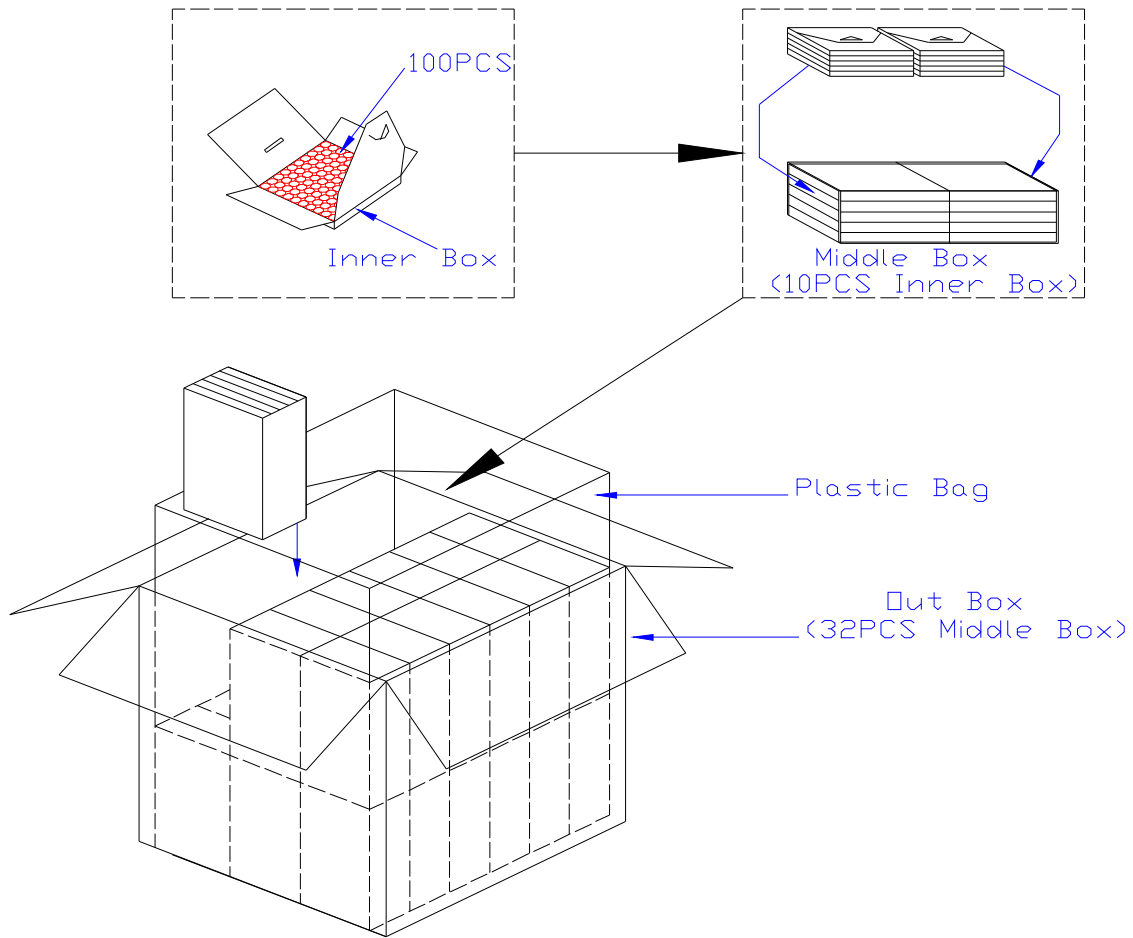 100PCS
Inner Box
Middle Box
(10PCS Inner Box)
Plastic Bag
Out Box
(32PCS Middle Box)